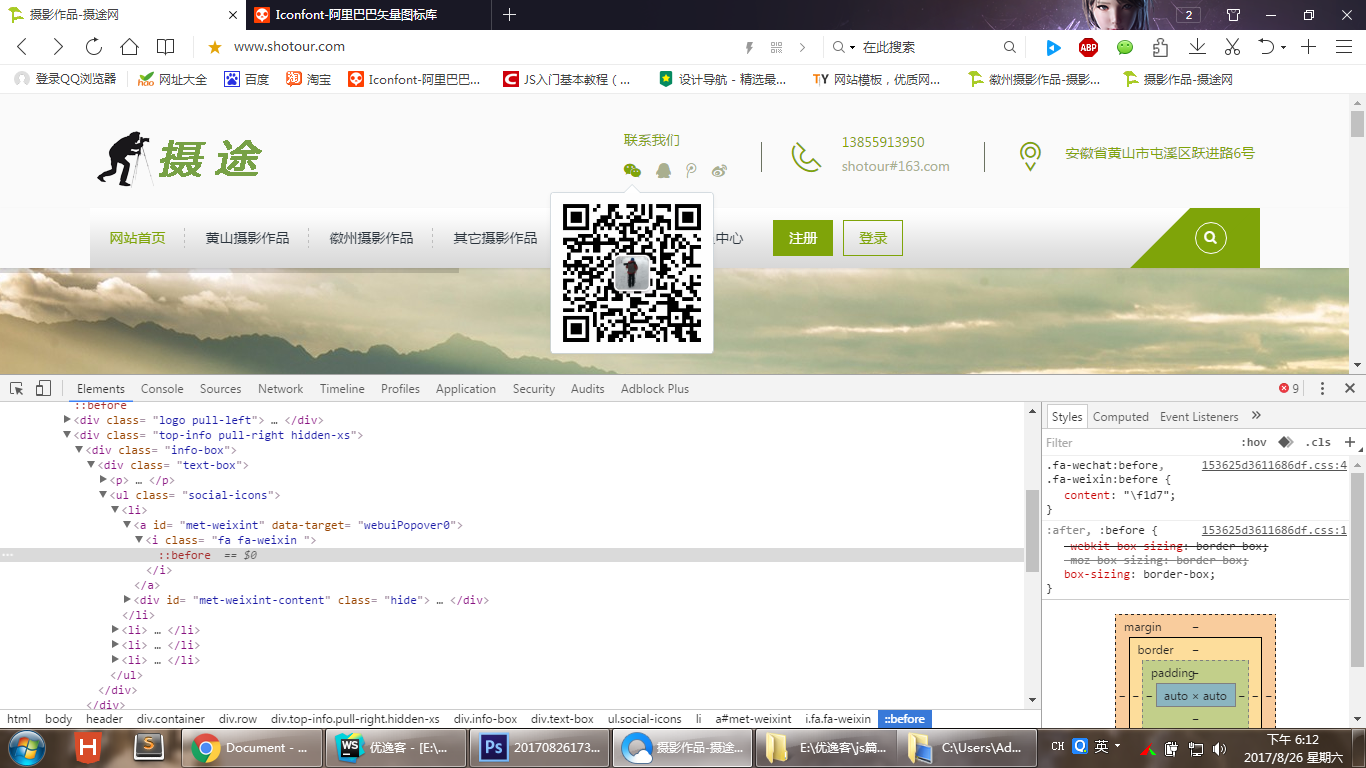 摄影作品-摄途网
Iconfont-阿里巴巴矢量图标库
2
www.shotour.com
在此搜索
ABP
登录QQ浏览器
网址大全
百度
淘宝
Iconfont-阿里巴巴...
JS入门基本教程（...
设计导航 - 精选最...
网站模板，优质网...
徽州摄影作品-摄影...
摄影作品-摄途网
摄 途
联系我们
13855913950
shotour#163.com
安徽省黄山市屯溪区跃进路6号
网站首页
黄山摄影作品
徽州摄影作品
其它摄影作品
中心
注册
登录
Elements Console Sources Network Timeline Profiles Application Security Audits Adblock Plus
9
::before
<div class= "logo pull-left"> … </div>
<div class= "top-info pull-right hidden-xs">
<div class= "info-box">
<div class= "text-box">
<p> … </p>
<ul class= "social-icons">
<li>
<a id= "met-weixint" data-target= "webuiPopover0">
<i class= "fa fa-weixin ">
::before == $0
</i>
</a>
<div id= "met-weixint-content" class= "hide"> … </div>
</li>
<li> … </li>
<li> … </li>
<li> … </li>
</ul>
</div>
</div>
Styles Computed Event Listeners »
Filter :hov .cls +
.fa-wechat:before, 153625d3611686df.css:4
.fa-weixin:before {
content: "\f1d7";
}
:after, :before { 153625d3611686df.css:1
-webkit-box-sizing: border-box;
-moz-box-sizing: border-box;
box-sizing: border-box;
}
margin –
border –
padding –
– – – auto × auto – – –
–
html body header div.container div.row div.top-info.pull-right.hidden-xs div.info-box div.text-box ul.social-icons li a#met-weixint i.fa.fa-weixin ::before
H
S
Document - ...
WS
优逸客 - [E:\...
Ps
20170826173...
摄影作品-摄途...
E:\优逸客\js篇...
C:\Users\Ad...
CH
英
下午 6:12
2017/8/26 星期六